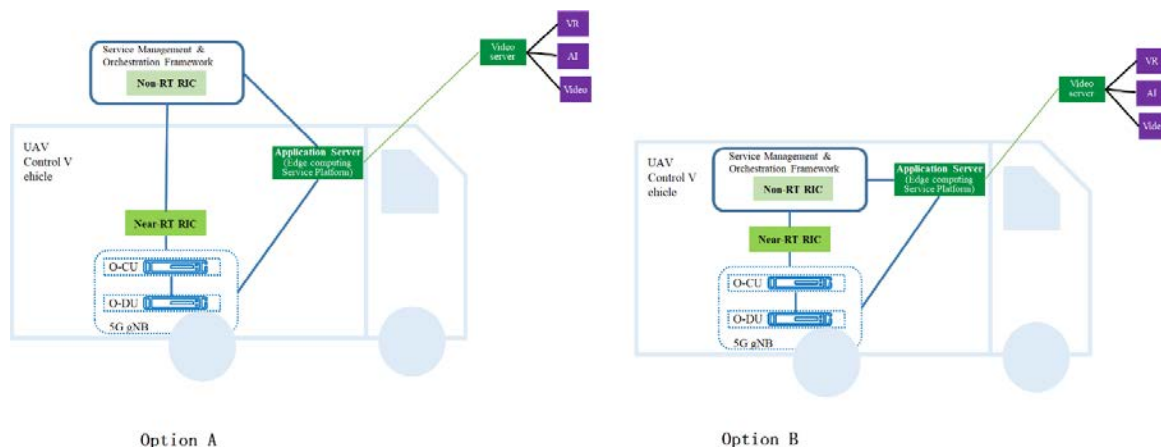 VR
Service Management &
Orchestration Framework
Non-RT RIC
Video
server
AI
Video
UAV
Control V
ehicle
Application Server
(Edge computing
Service Platform)
Near-RT RIC
O-CU
O-DU
5G gNB
Option A
VR
Video
server
AI
Video
UAV
Control V
ehicle
Service Management &
Orchestration Framework
Non-RT RIC
Application Server
(Edge computing
Service Platform)
Near-RT RIC
O-CU
O-DU
5G gNB
Option B